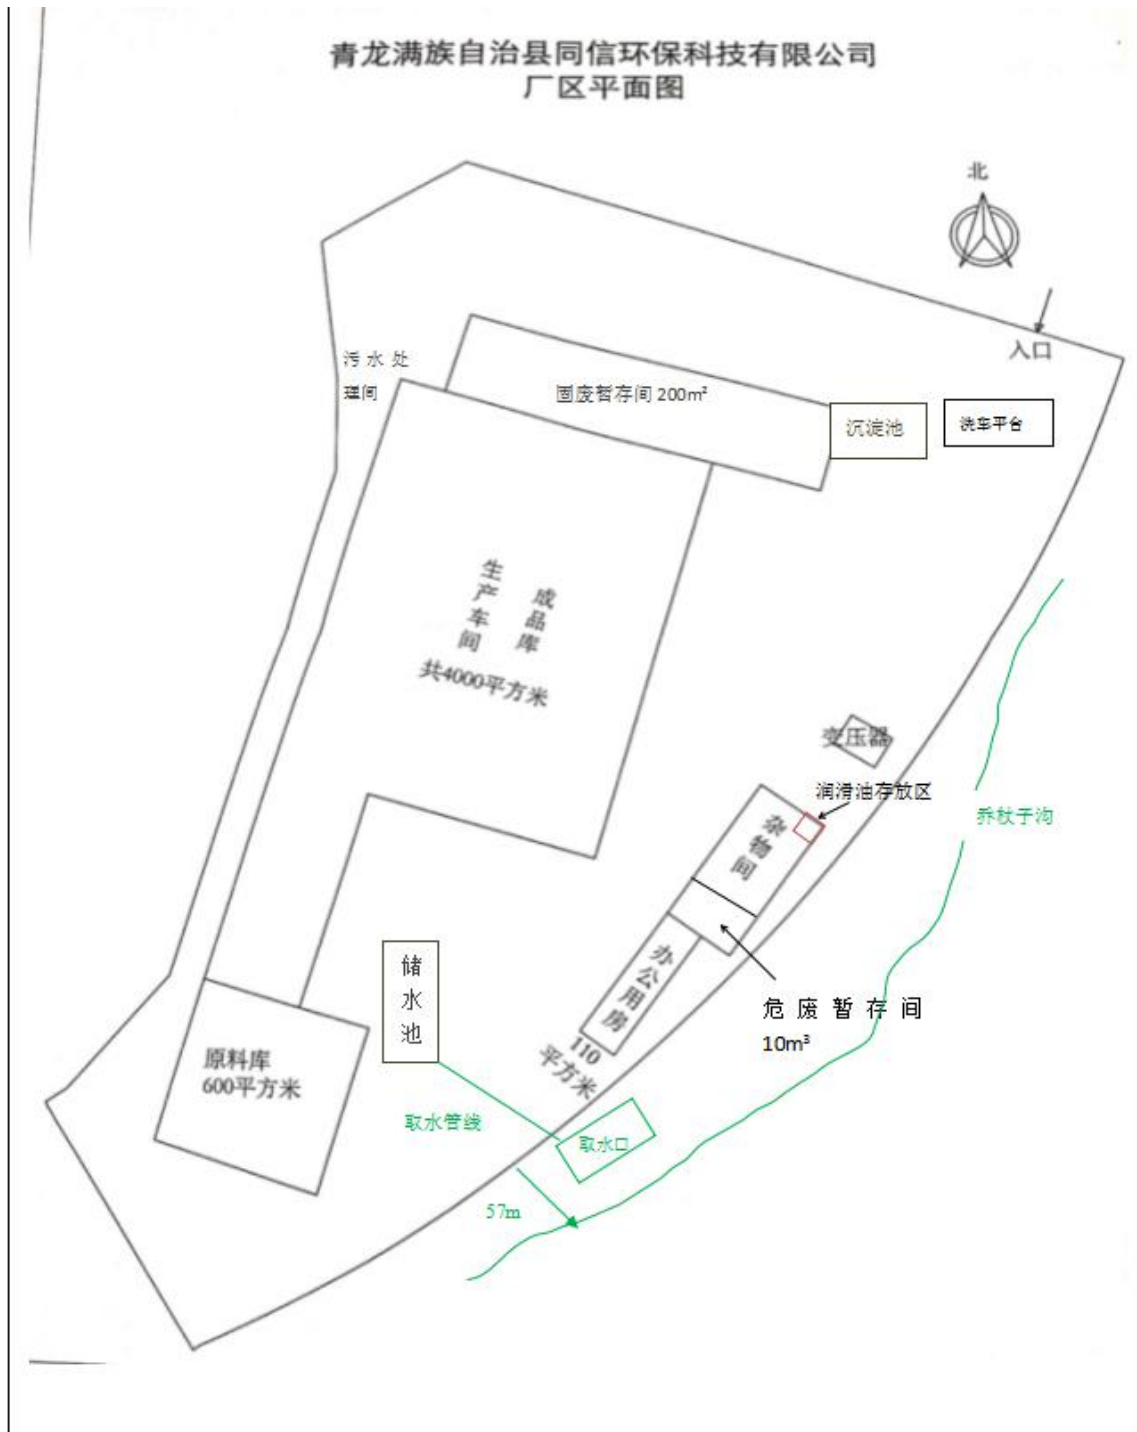 青龙满族自治县同信环保科技有限公司
厂区平面图
北
入口
污水处
理间
固废暂存间 200m²
沉淀池
洗车平台
生产车间
成品库
共4000平方米
变压器
润滑油存放区
杂物间
乔杖子沟
办公用房
110
平方米
危废暂存间
10m³
储水池
原料库
600平方米
取水管线
取水口
57m